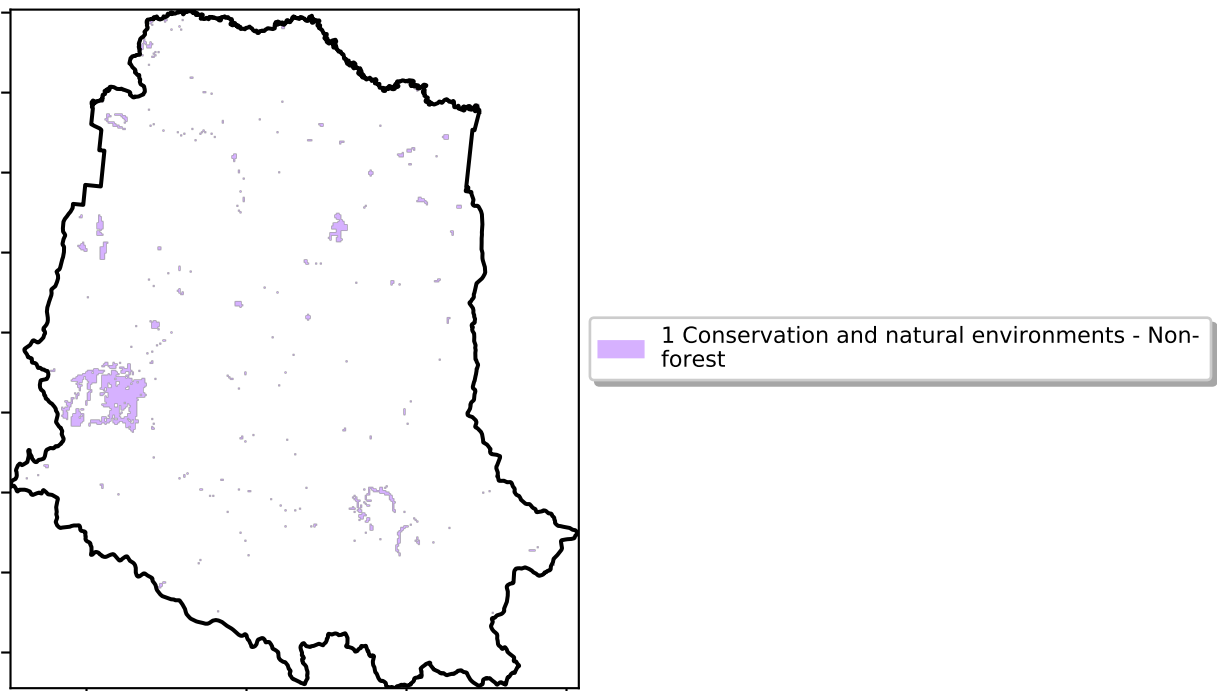 1 Conservation and natural environments - Non-
forest